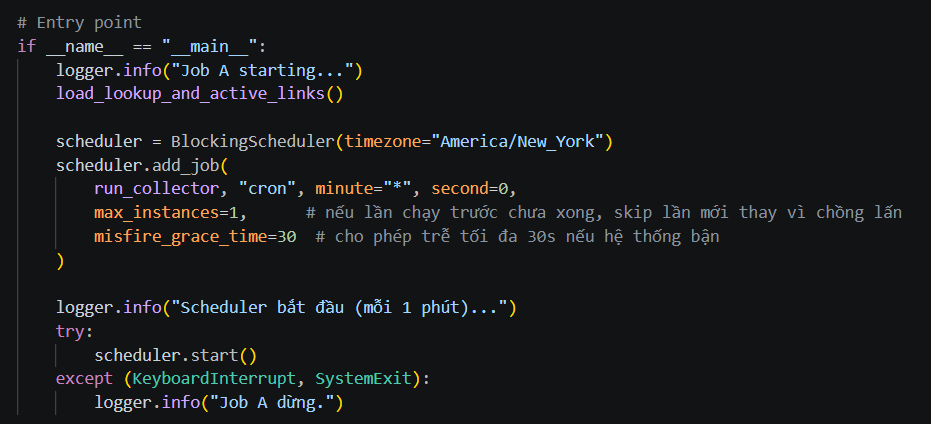 # Entry point
if __name__ == "__main__":
    logger.info("Job A starting...")
    load_lookup_and_active_links()
    scheduler = BlockingScheduler(timezone="America/New_York")
    scheduler.add_job(
        run_collector, "cron", minute="*", second=0,
        max_instances=1,      # nếu lần chạy trước chưa xong, skip lần mới thay vì chồng lấn
        misfire_grace_time=30  # cho phép trễ tối đa 30s nếu hệ thống bận
    )
    logger.info("Scheduler bắt đầu (mỗi 1 phút)...")
    try:
        scheduler.start()
    except (KeyboardInterrupt, SystemExit):
        logger.info("Job A dừng.")